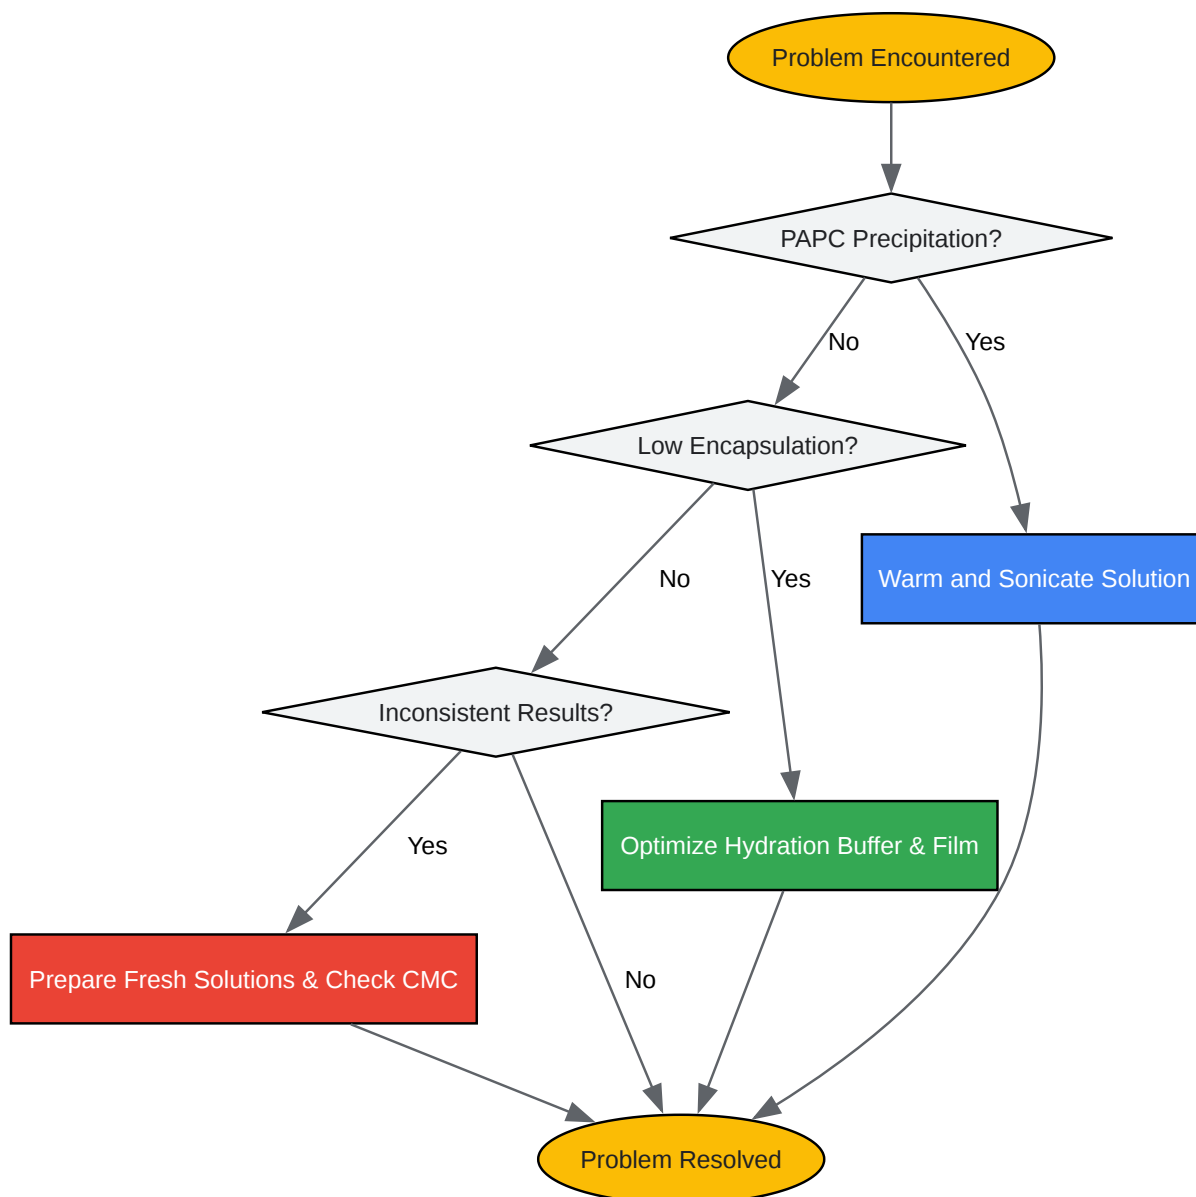 Problem Encountered
PAPC Precipitation?
No
Yes
Low Encapsulation?
No
Yes
Warm and Sonicate Solution
Inconsistent Results?
Yes
Optimize Hydration Buffer & Film
No
Prepare Fresh Solutions & Check CMC
Problem Resolved